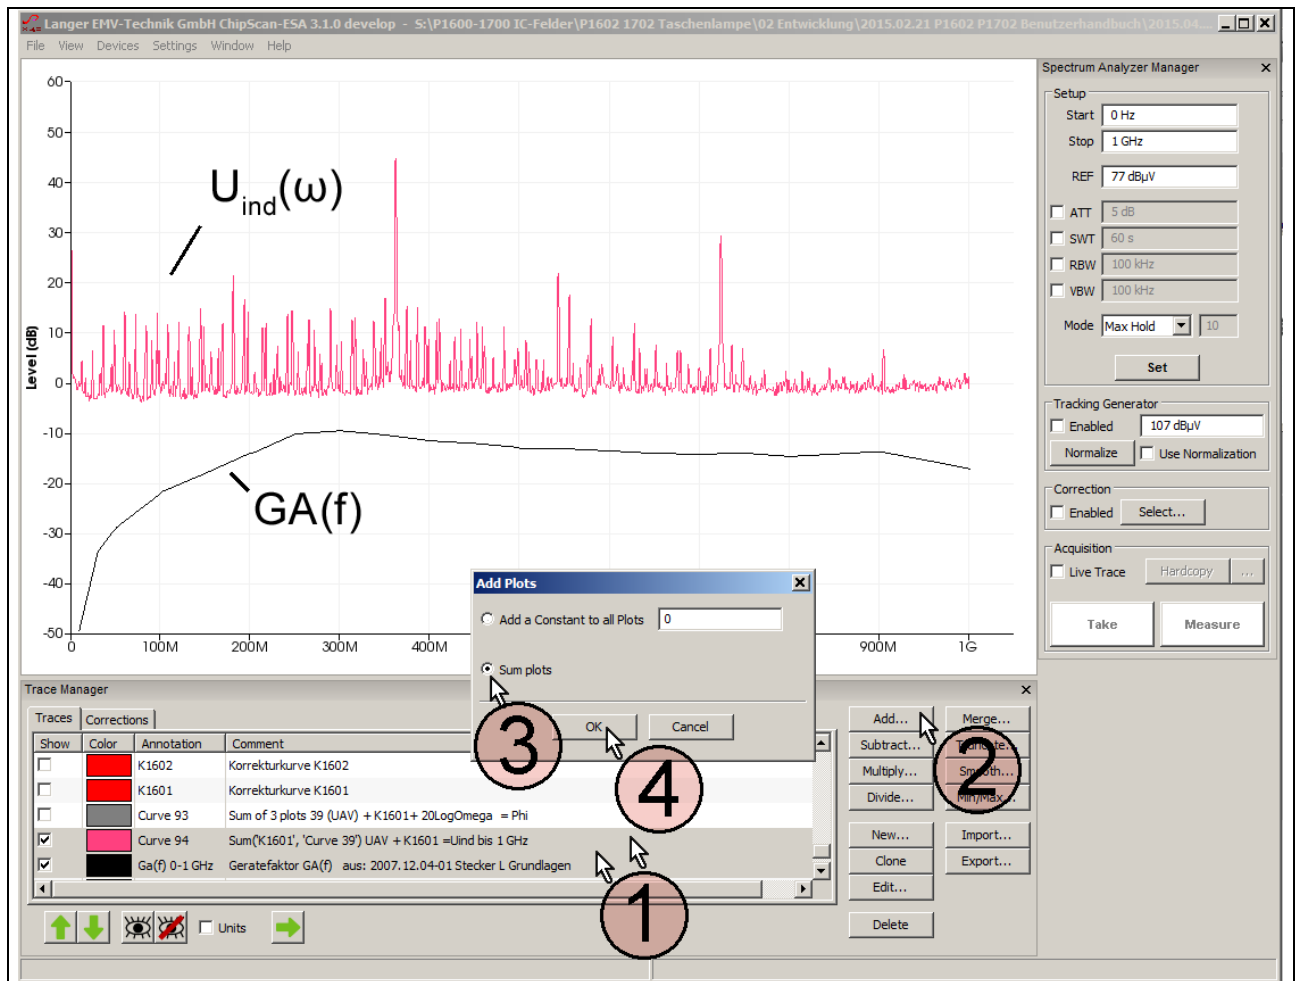 Langer EMV-Technik GmbH ChipScan-ESA 3.1.0 develop - S:\P1600-1700 IC-Felder\P1602 1702 Taschenlampe\02 Entwicklung\2015.02.21 P1602 P1702 Benutzerhandbuch\2015.04....
File View Devices Settings Window Help
60
50
40
30
20
10
0
-10
-20
-30
-40
-50
Level (dB)
Uind(ω)
GA(f)
0 100M 200M 300M 400M 900M 1G
Spectrum Analyzer Manager
Setup
Start 0 Hz
Stop 1 GHz
REF 77 dBµV
ATT 5 dB
SWT 60 s
RBW 100 kHz
VBW 100 kHz
Mode Max Hold 10
Set
Tracking Generator
Enabled 107 dBµV
Normalize Use Normalization
Correction
Enabled Select...
Acquisition
Live Trace Hardcopy ...
Take Measure
Add Plots
Add a Constant to all Plots 0
Sum plots
OK Cancel
3
4
Trace Manager
Traces Corrections
Show Color Annotation Comment
K1602 Korrekturkurve K1602
K1601 Korrekturkurve K1601
Curve 93 Sum of 3 plots 39 (UAV) + K1601+ 20LogOmega = Phi
Curve 94 Sum('K1601', 'Curve 39') UAV + K1601 =Uind bis 1 GHz
Ga(f) 0-1 GHz Geratefaktor GA(f) aus: 2007.12.04-01 Stecker L Grundlagen
1
Units
Add... Merge...
Subtract... Truncate...
Multiply... Smooth...
Divide... Min/Max...
2
New... Import...
Clone Export...
Edit...
Delete